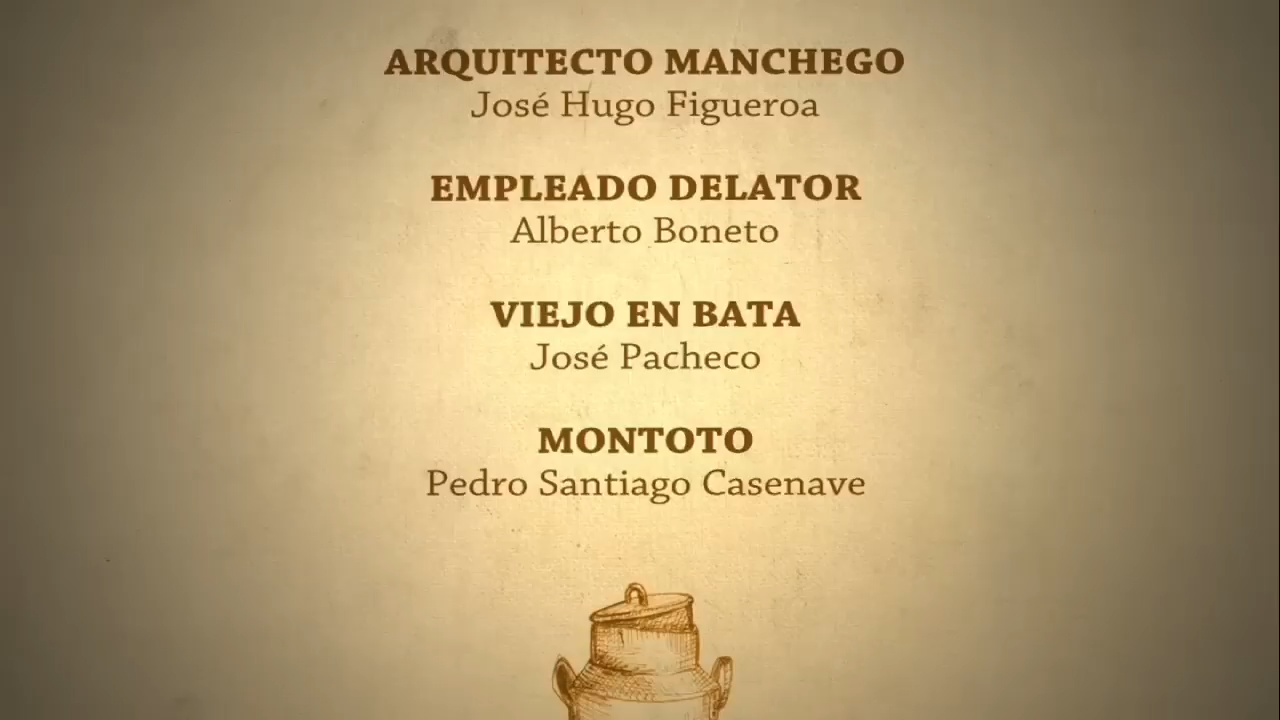 ARQUITECTO MANCHEGO
José Hugo Figueroa
EMPLEADO DELATOR
Alberto Boneto
VIEJO EN BATA
José Pacheco
MONTOTO
Pedro Santiago Casenave